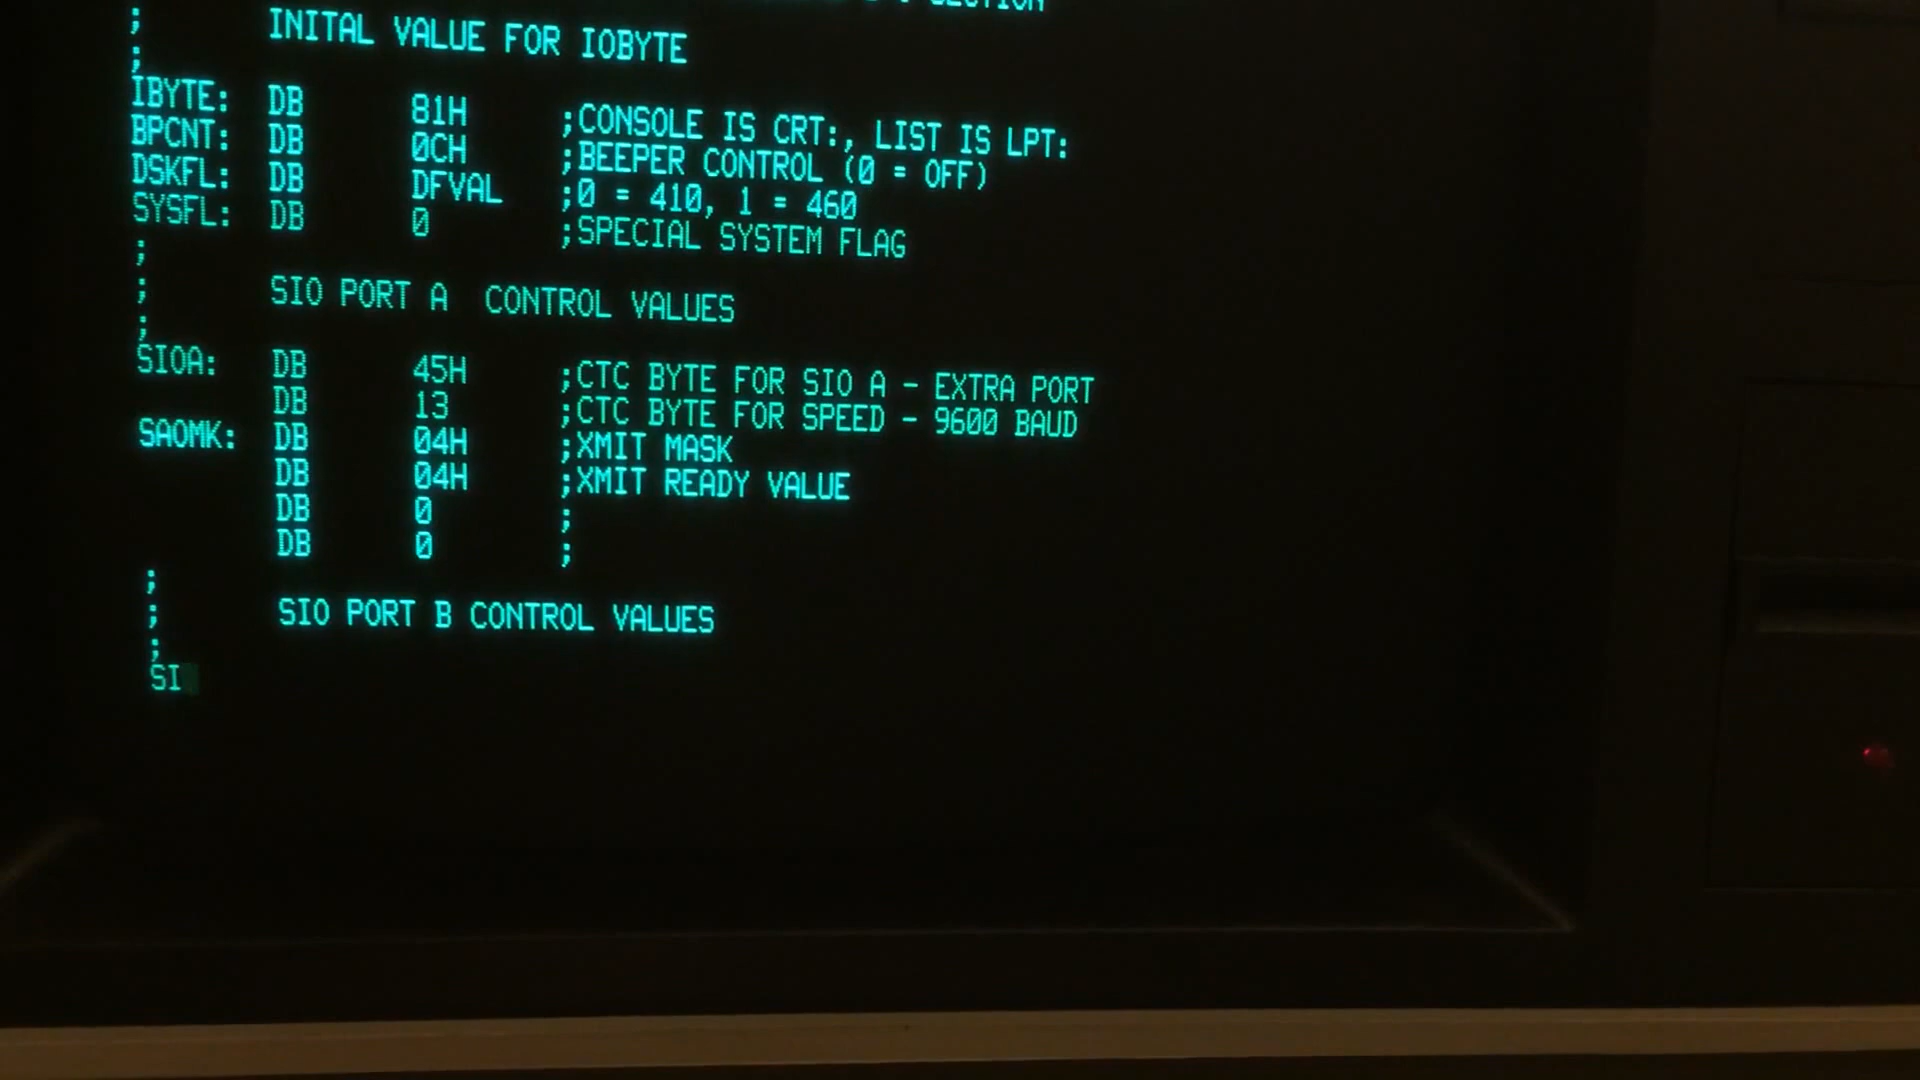 SECTION
; INITAL VALUE FOR IOBYTE
;
IBYTE: DB 81H ;CONSOLE IS CRT:, LIST IS LPT:
BPCNT: DB 0CH ;BEEPER CONTROL (0 = OFF)
DSKFL: DB DFVAL ;0 = 410, 1 = 460
SYSFL: DB 0 ;SPECIAL SYSTEM FLAG
;
; SIO PORT A CONTROL VALUES
;
SIOA: DB 45H ;CTC BYTE FOR SIO A - EXTRA PORT
DB 13 ;CTC BYTE FOR SPEED - 9600 BAUD
SAOMK: DB 04H ;XMIT MASK
DB 04H ;XMIT READY VALUE
DB 0 ;
DB 0 ;
;
; SIO PORT B CONTROL VALUES
;
SI